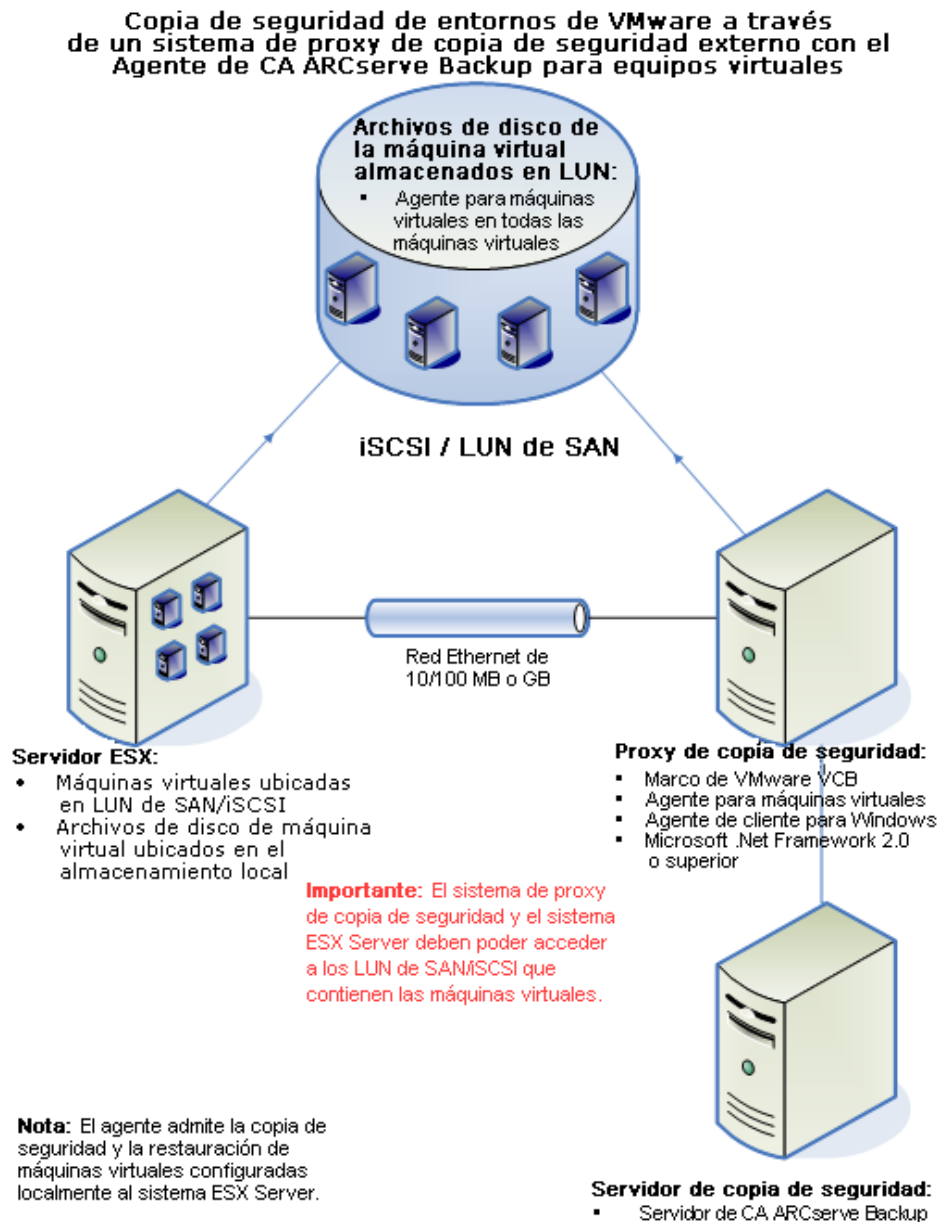 Copia de seguridad de entornos de VMware a través
de un sistema de proxy de copia de seguridad externo con el
Agente de CA ARCserve Backup para equipos virtuales
Archivos de disco de
la máquina virtual
almacenados en LUN:
▪ Agente para máquinas
virtuales en todas las
máquinas virtuales
iSCSI / LUN de SAN
Red Ethernet de
10/100 MB o GB
Servidor ESX:
• Máquinas virtuales ubicadas
en LUN de SAN/iSCSI
• Archivos de disco de máquina
virtual ubicados en el
almacenamiento local
Proxy de copia de seguridad:
▪ Marco de VMware VCB
▪ Agente para máquinas virtuales
▪ Agente de cliente para Windows
▪ Microsoft .Net Framework 2.0
o superior
Importante: El sistema de proxy
de copia de seguridad y el sistema
ESX Server deben poder acceder
a los LUN de SAN/iSCSI que
contienen las máquinas virtuales.
Nota: El agente admite la copia de
seguridad y la restauración de
máquinas virtuales configuradas
localmente al sistema ESX Server.
Servidor de copia de seguridad:
▪ Servidor de CA ARCserve Backup